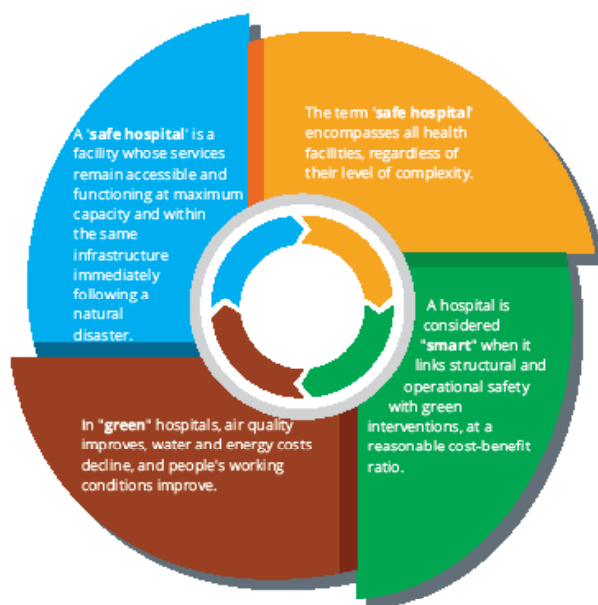 A 'safe hospital' is a
facility whose services
remain accessible and
functioning at maximum
capacity and within
the same
infrastructure
immediately
following a
natural
disaster.
The term 'safe hospital'
encompasses all health
facilities, regardless of
their level of complexity.
A hospital is
considered
"smart" when it
links structural and
operational safety
with green
interventions, at a
reasonable cost-benefit
ratio.
In "green" hospitals, air quality
improves, water and energy costs
decline, and people's working
conditions improve.